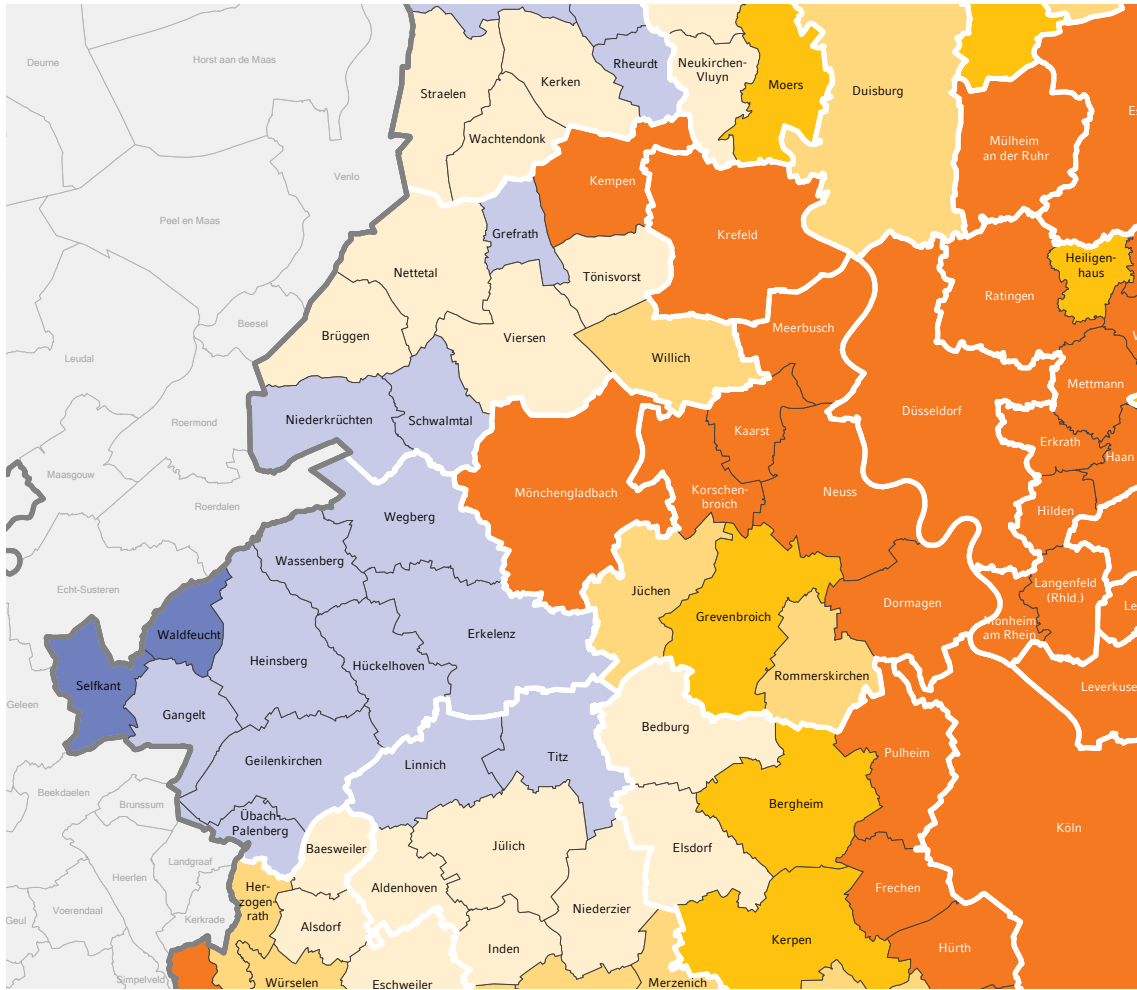 Horst aan de Maas
Deurne
Rheurdt
Neukirchen-
Vluyn
Kerken
Moers
Duisburg
Straelen
Wachtendonk
Mülheim
an der Ruhr
Venlo
Kempen
Peel en Maas
Grefrath
Krefeld
Nettetal
Tönisvorst
Heiligen-
haus
Ratingen
Beesel
Brüggen
Viersen
Meerbusch
Leudal
Willich
Mettmann
Niederkrüchten
Schwalmtal
Düsseldorf
Roermond
Kaarst
Erkrath
Haan
Maasgouw
Mönchengladbach
Korschen-
broich
Neuss
Roerdalen
Hilden
Wegberg
Wassenberg
Echt-Susteren
Jüchen
Langenfeld
(Rhld.)
Dormagen
Le
Grevenbroich
Monheim
am Rhein
Waldfeucht
Erkelenz
Heinsberg
Hückelhoven
Rommerskirchen
Selfkant
Leverkuse
Geleen
Gangelt
Bedburg
Pulheim
Geilenkirchen
Linnich
Titz
Beekdaelen
Brunssum
Bergheim
Übach-
Palenberg
Köln
Baesweiler
Jülich
Elsdorf
Landgraaf
Heerlen
Aldenhoven
Her-
zogen-
rath
Frechen
Voerendaal
Niederzier
Geul
Kerkrade
Alsdorf
Kerpen
Inden
Hürth
Simpelveld
Würselen
Eschweiler
Merzenich